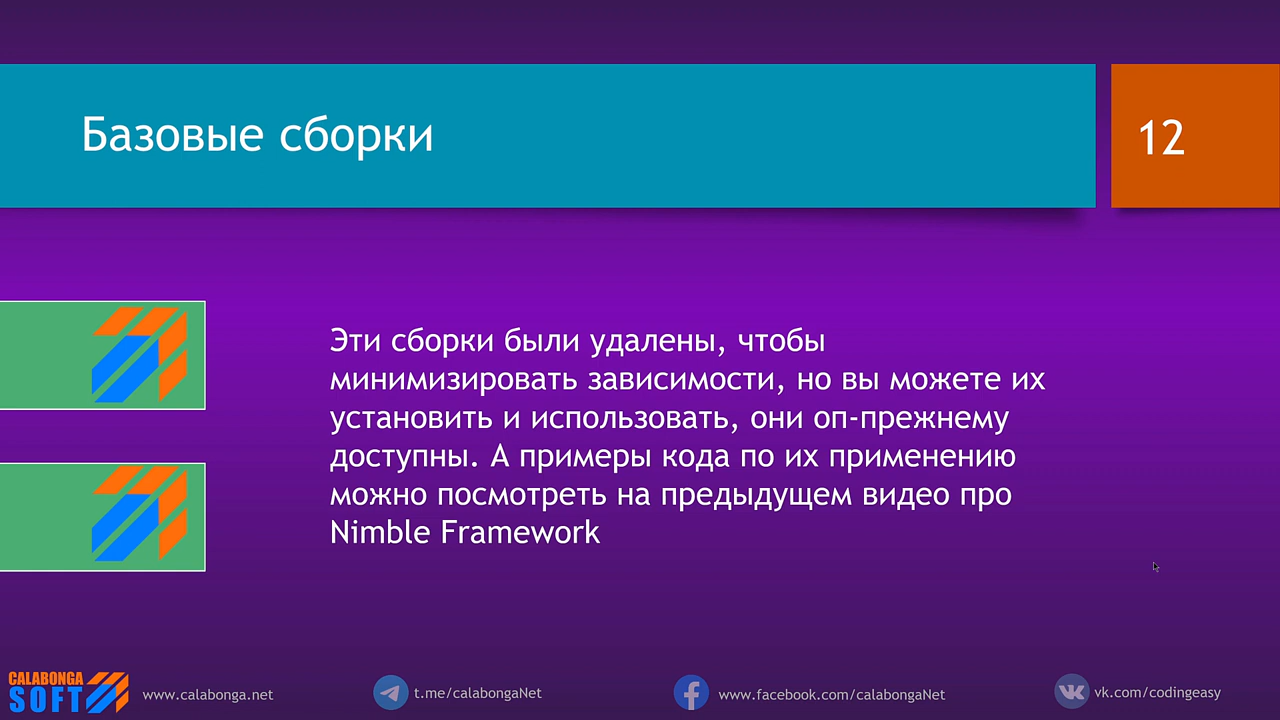 Базовые сборки
12
Эти сборки были удалены, чтобы
минимизировать зависимости, но вы можете их
установить и использовать, они оп-прежнему
доступны. А примеры кода по их применению
можно посмотреть на предыдущем видео про
Nimble Framework
CALABONGA
SOFT
www.calabonga.net
t.me/calabongaNet
www.facebook.com/calabongaNet
vk.com/codingeasy